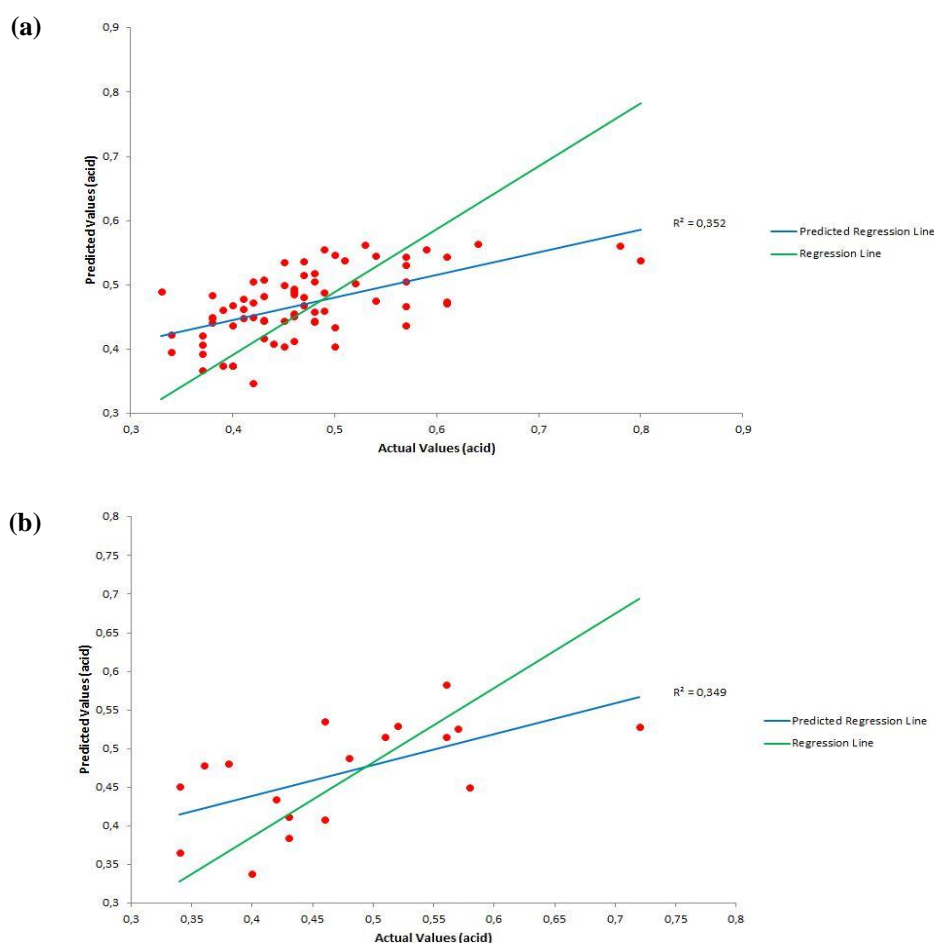 (a)
0,9
0,8
0,7
0,6
0,5
0,4
0,3
Predicted Values (acid)
R² = 0,352
Predicted Regression Line
Regression Line
0,3 0,4 0,5 0,6 0,7 0,8 0,9
Actual Values (acid)
(b)
0,8
0,75
0,7
0,65
0,6
0,55
0,5
0,45
0,4
0,35
0,3
Predicted Values (acid)
R² = 0,349
Predicted Regression Line
Regression Line
0,3 0,35 0,4 0,45 0,5 0,55 0,6 0,65 0,7 0,75 0,8
Actual Values (acid)